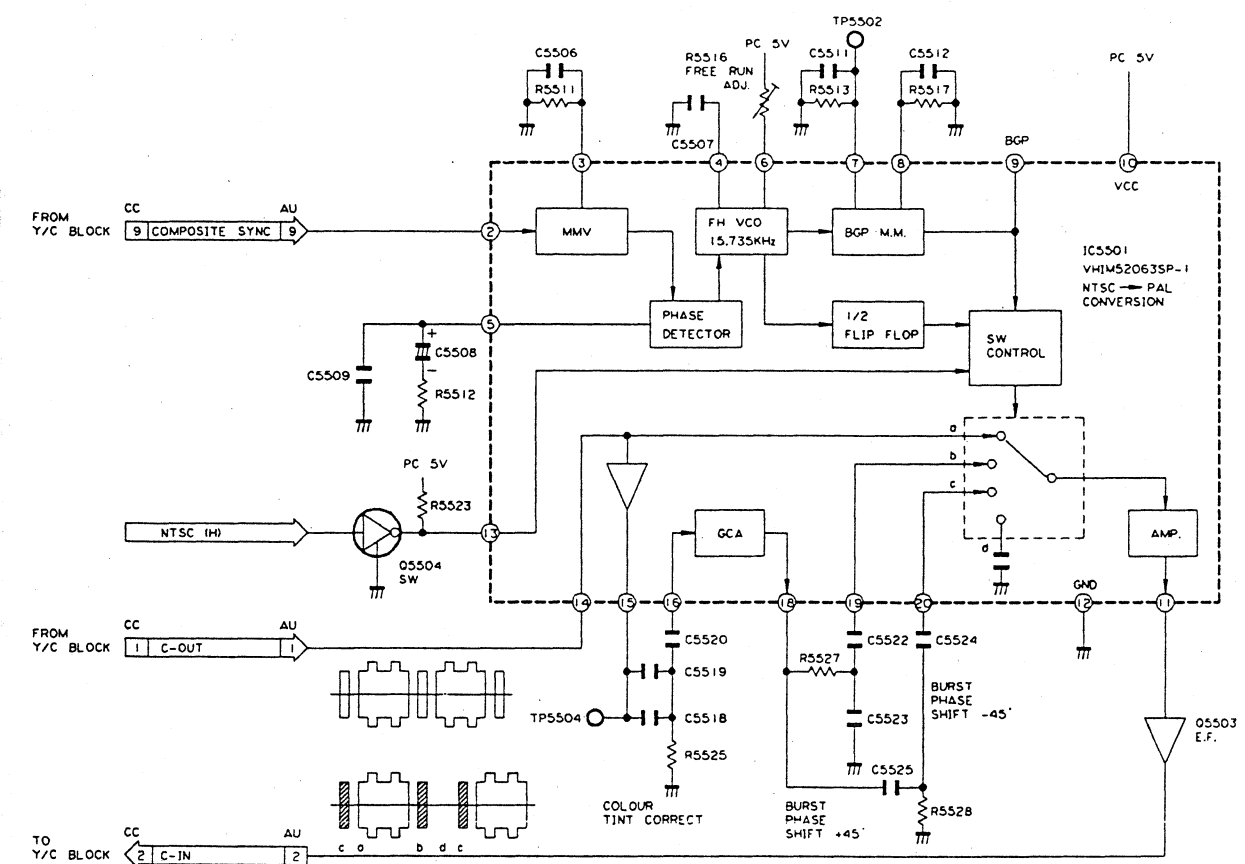 TP5502
C5506
R5511
R5516
FREE RUN
ADJ.
PC 5V
C5511
R5513
C5512
R5517
PC 5V
C5507
BGP
3
4
6
7
8
9
10
VCC
FROM
Y/C BLOCK
CC
AU
9 COMPOSITE SYNC 9
2
MMV
FH VCO
15.735KHz
BGP M.M.
IC5501
VHIM52063SP-1
NTSC → PAL
CONVERSION
5
PHASE
DETECTOR
1/2
FLIP FLOP
SW
CONTROL
+
C5508
-
C5509
R5512
a
b
c
d
PC 5V
R5523
NTSC (H)
13
Q5504
SW
GCA
AMP.
GND
14
15
16
18
19
20
12
11
FROM
Y/C BLOCK
CC
AU
1 C-OUT 1
C5520
C5519
TP5504
C5518
R5525
R5527
C5522
C5523
C5524
BURST
PHASE
SHIFT -45°
Q5503
E.F.
C5525
R5528
COLOUR
TINT CORRECT
BURST
PHASE
SHIFT +45°
TO
Y/C BLOCK
CC
AU
2 C-IN 2
c a b d c